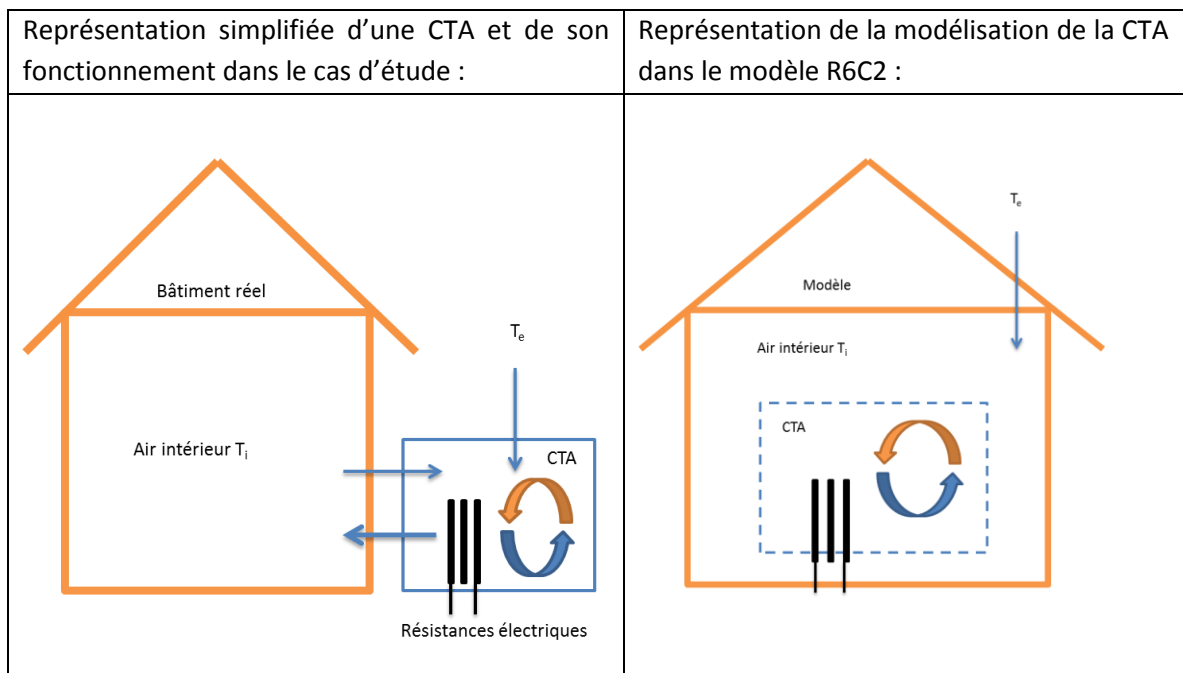 Représentation simplifiée d'une CTA et de son
fonctionnement dans le cas d'étude :
Représentation de la modélisation de la CTA
dans le modèle R6C2 :
Bâtiment réel
Te
Air intérieur Ti
CTA
Résistances électriques
Te
Modèle
Air intérieur Ti
CTA